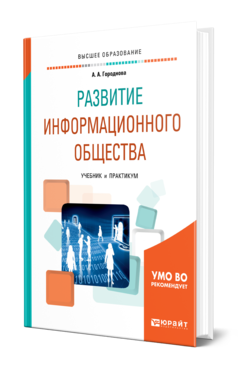 ВЫСШЕЕ ОБРАЗОВАНИЕ
А. А. Городнова
РАЗВИТИЕ
ИНФОРМАЦИОННОГО
ОБЩЕСТВА
УЧЕБНИК и ПРАКТИКУМ
УМО ВО
РЕКОМЕНДУЕТ
юрайт